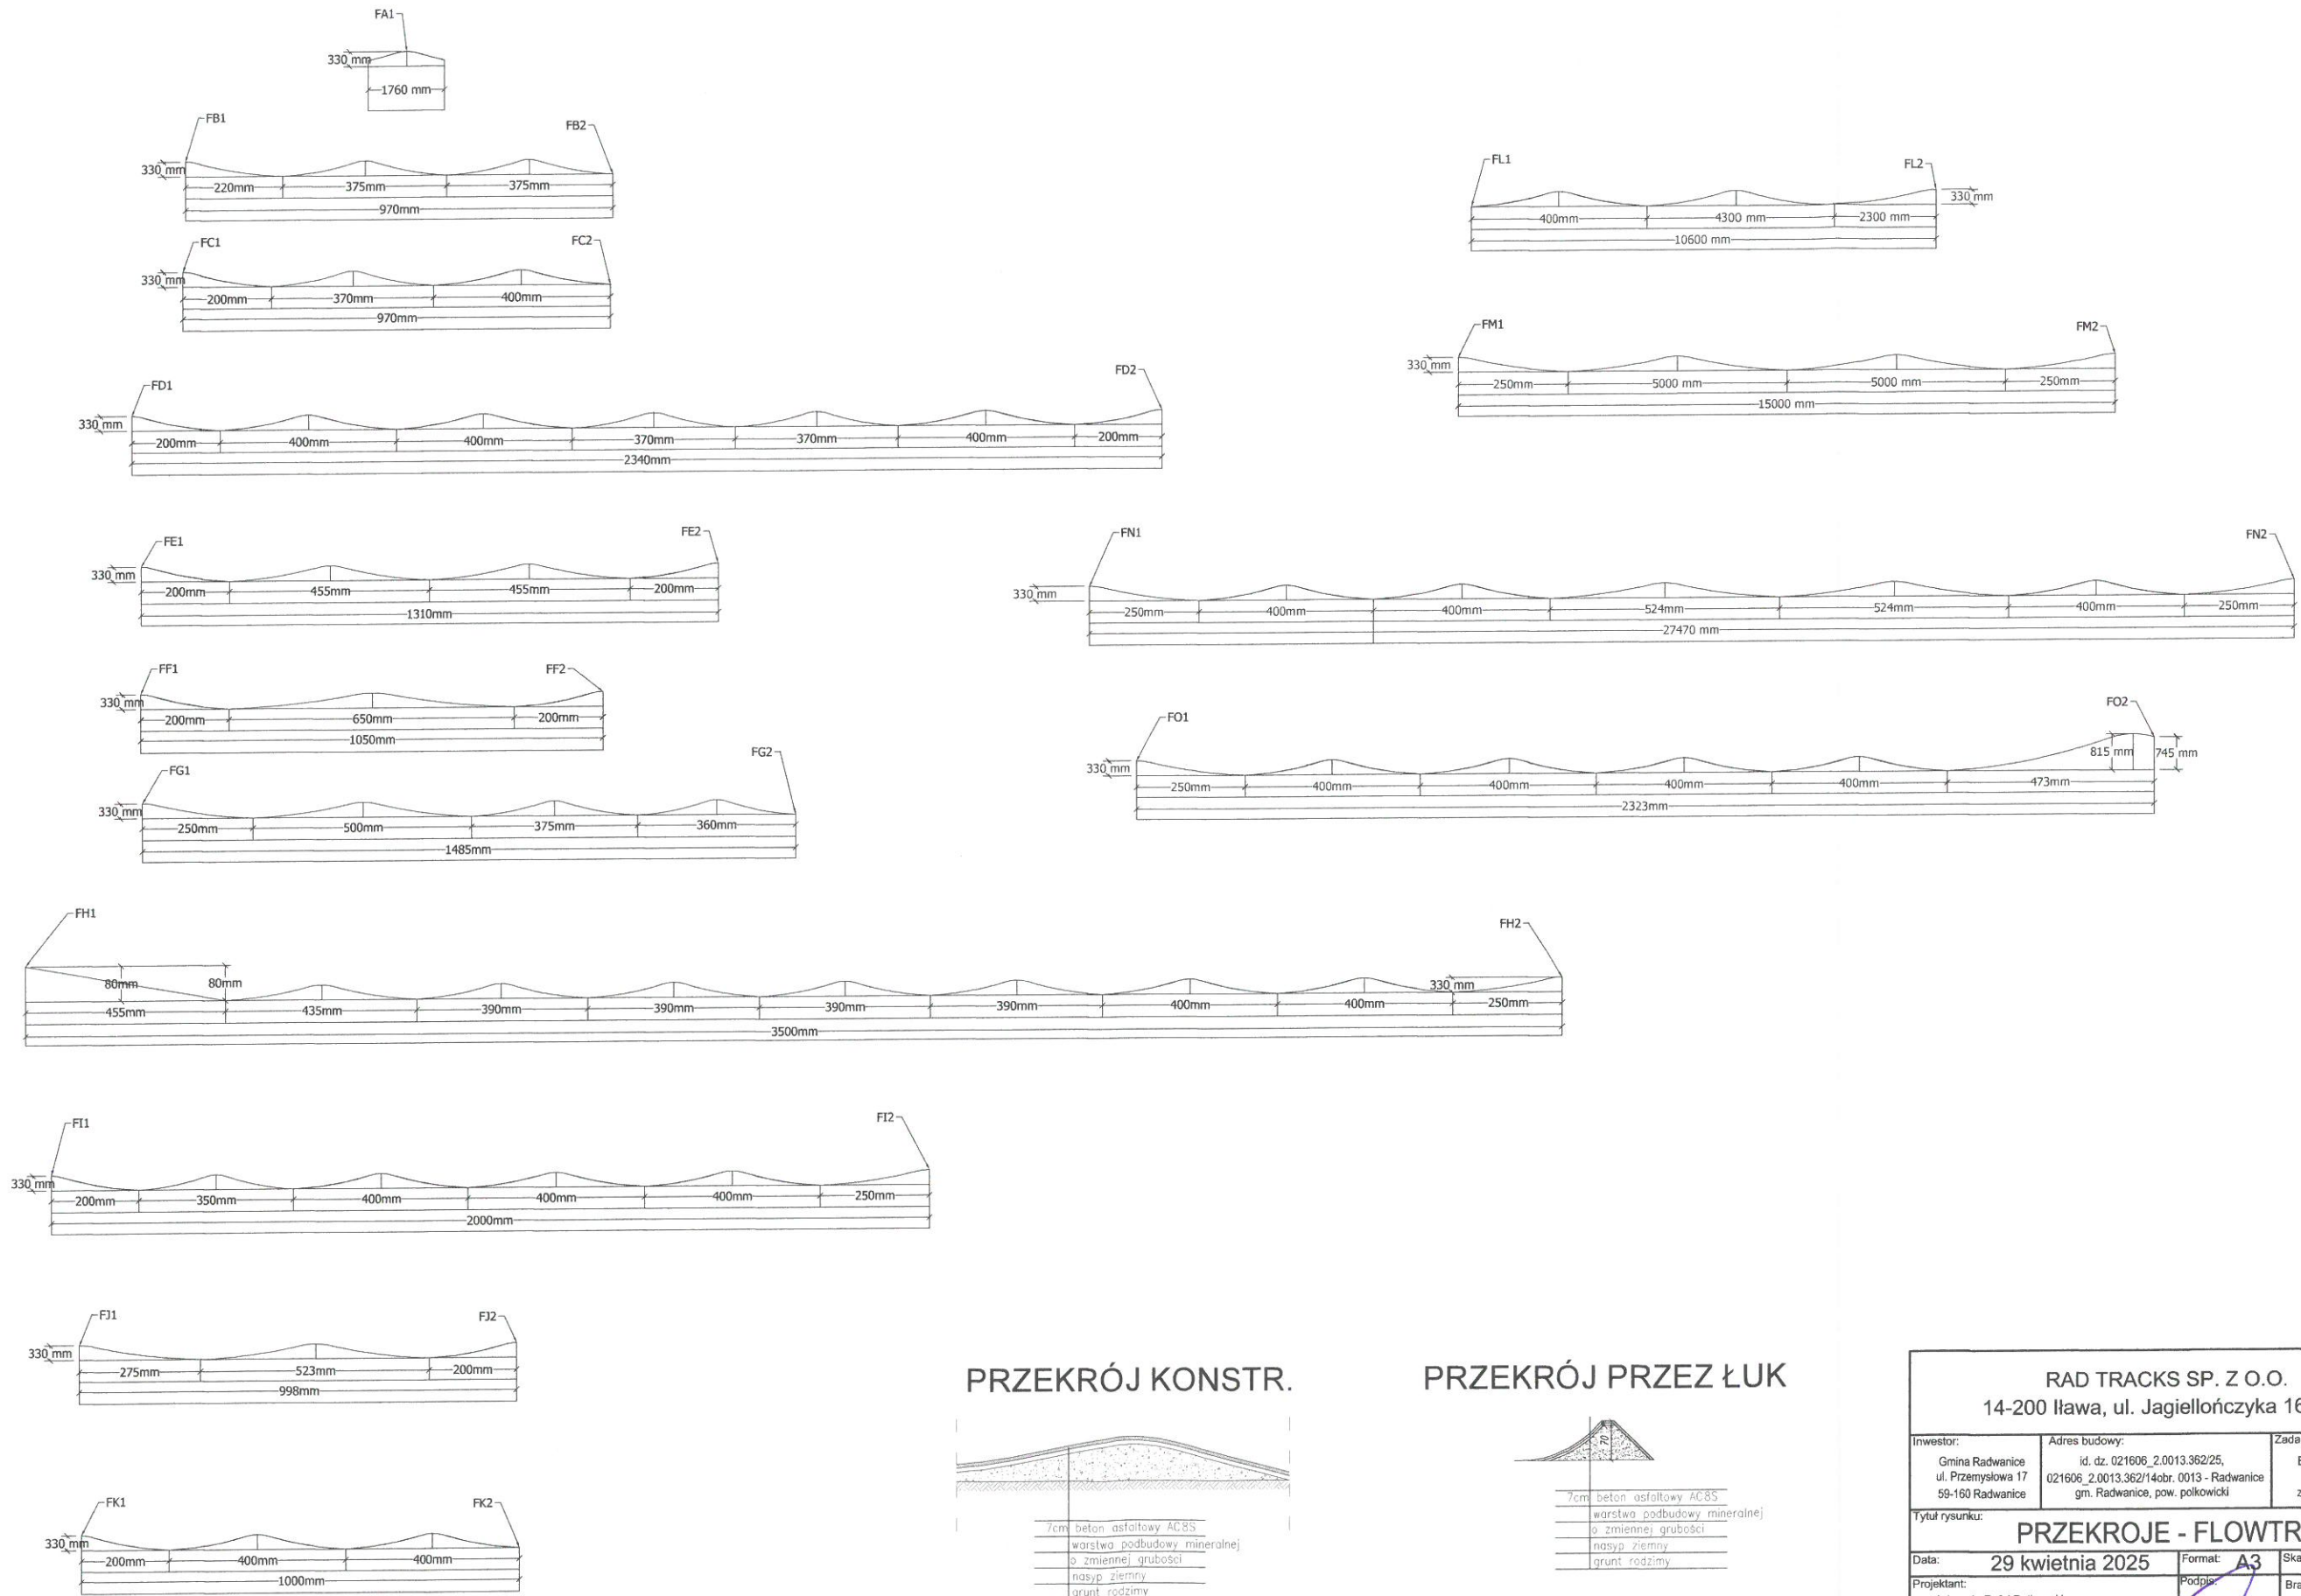 FA1
330 mm
1760 mm
FB1
FB2
330 mm
220mm
375mm
375mm
970mm
FC1
FC2
330 mm
200mm
370mm
400mm
970mm
FD1
FD2
330 mm
200mm
400mm
400mm
370mm
370mm
400mm
200mm
2340mm
FE1
FE2
330 mm
200mm
455mm
455mm
200mm
1310mm
FF1
FF2
330 mm
200mm
650mm
200mm
1050mm
FG1
FG2
330 mm
250mm
500mm
375mm
360mm
1485mm
FH1
FH2
80mm
80mm
330 mm
455mm
435mm
390mm
390mm
390mm
390mm
400mm
400mm
250mm
3500mm
FI1
FI2
330 mm
200mm
350mm
400mm
400mm
400mm
250mm
2000mm
FJ1
FJ2
330 mm
275mm
523mm
200mm
998mm
FK1
FK2
330 mm
200mm
400mm
400mm
1000mm
FL1
FL2
330 mm
400mm
4300 mm
2300 mm
10600 mm
FM1
FM2
330 mm
250mm
5000 mm
5000 mm
250mm
15000 mm
FN1
FN2
330 mm
250mm
400mm
400mm
524mm
524mm
400mm
250mm
27470 mm
FO1
FO2
330 mm
815 mm
745 mm
250mm
400mm
400mm
400mm
400mm
473mm
2323mm
PRZEKRÓJ KONSTR.
7cm beton asfaltowy AC8S
warstwa podbudowy mineralnej
o zmiennej grubości
nasyp ziemny
grunt rodzimy
PRZEKRÓJ PRZEZ ŁUK
70
7cm beton asfaltowy AC8S
warstwa podbudowy mineralnej
o zmiennej grubości
nasyp ziemny
grunt rodzimy
RAD TRACKS SP. Z O.O.
14-200 Iława, ul. Jagiellończyka 16
Inwestor:
Gmina Radwanice
ul. Przemysłowa 17
59-160 Radwanice
Adres budowy:
id. dz. 021606_2.0013.362/25,
021606_2.0013.362/14obr. 0013 - Radwanice
gm. Radwanice, pow. polkowicki
Zada
Tytuł rysunku:
PRZEKROJE - FLOWTR
Data:
29 kwietnia 2025
Format: A3
Ska
Projektant:
Podpis:
Bra